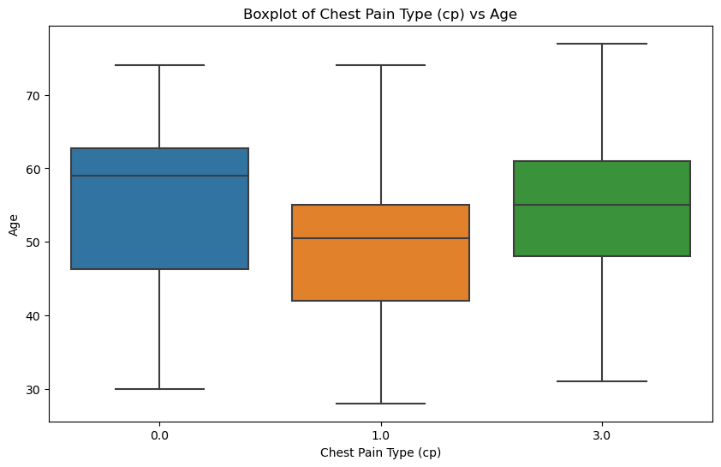 Boxplot of Chest Pain Type (cp) vs Age
70
60
50
40
30
Age
0.0 1.0 3.0
Chest Pain Type (cp)